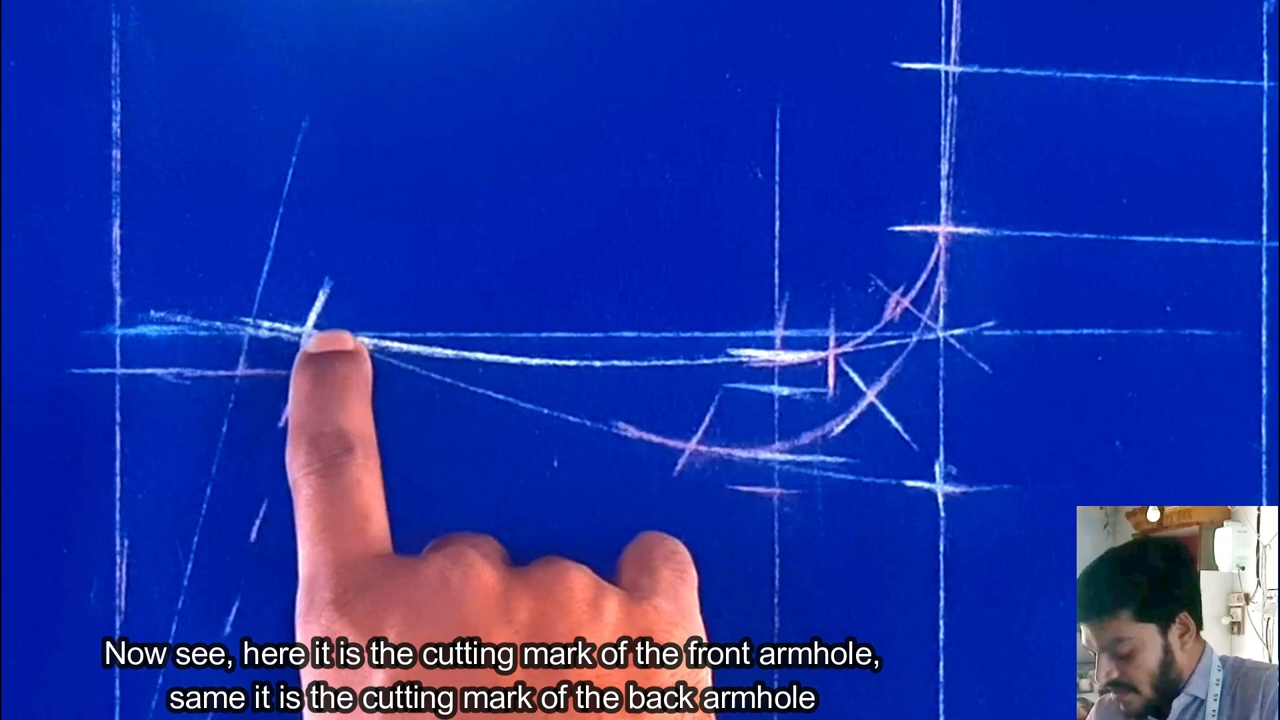 Now see, here it is the cutting mark of the front armhole,
same it is the cutting mark of the back armhole